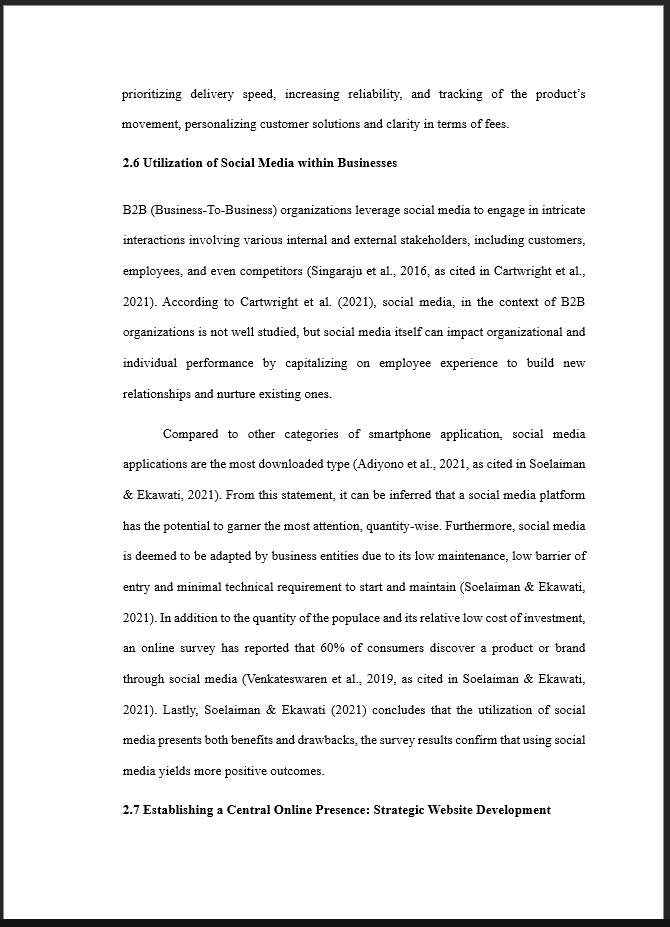 prioritizing delivery speed, increasing reliability, and tracking of the product’s
movement, personalizing customer solutions and clarity in terms of fees.
2.6 Utilization of Social Media within Businesses
B2B (Business-To-Business) organizations leverage social media to engage in intricate
interactions involving various internal and external stakeholders, including customers,
employees, and even competitors (Singaraju et al., 2016, as cited in Cartwright et al.,
2021). According to Cartwright et al. (2021), social media, in the context of B2B
organizations is not well studied, but social media itself can impact organizational and
individual performance by capitalizing on employee experience to build new
relationships and nurture existing ones.
Compared to other categories of smartphone application, social media
applications are the most downloaded type (Adiyono et al., 2021, as cited in Soelaiman
& Ekawati, 2021). From this statement, it can be inferred that a social media platform
has the potential to garner the most attention, quantity-wise. Furthermore, social media
is deemed to be adapted by business entities due to its low maintenance, low barrier of
entry and minimal technical requirement to start and maintain (Soelaiman & Ekawati,
2021). In addition to the quantity of the populace and its relative low cost of investment,
an online survey has reported that 60% of consumers discover a product or brand
through social media (Venkateswaren et al., 2019, as cited in Soelaiman & Ekawati,
2021). Lastly, Soelaiman & Ekawati (2021) concludes that the utilization of social
media presents both benefits and drawbacks, the survey results confirm that using social
media yields more positive outcomes.
2.7 Establishing a Central Online Presence: Strategic Website Development